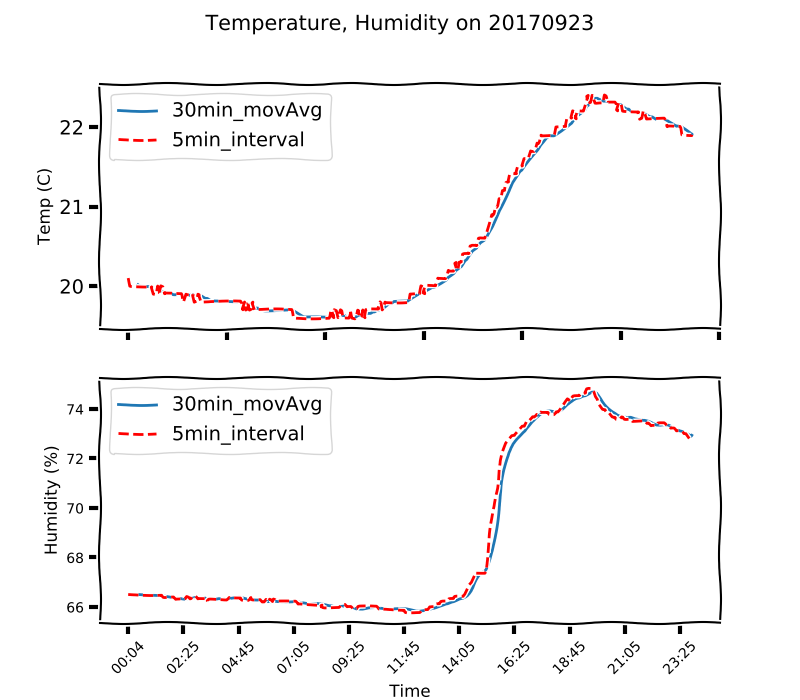 Temperature, Humidity on 20170923
30min_movAvg
5min_interval
22
21
20
Temp (C)
30min_movAvg
5min_interval
74
72
70
68
66
Humidity (%)
00:04 02:25 04:45 07:05 09:25 11:45 14:05 16:25 18:45 21:05 23:25
Time